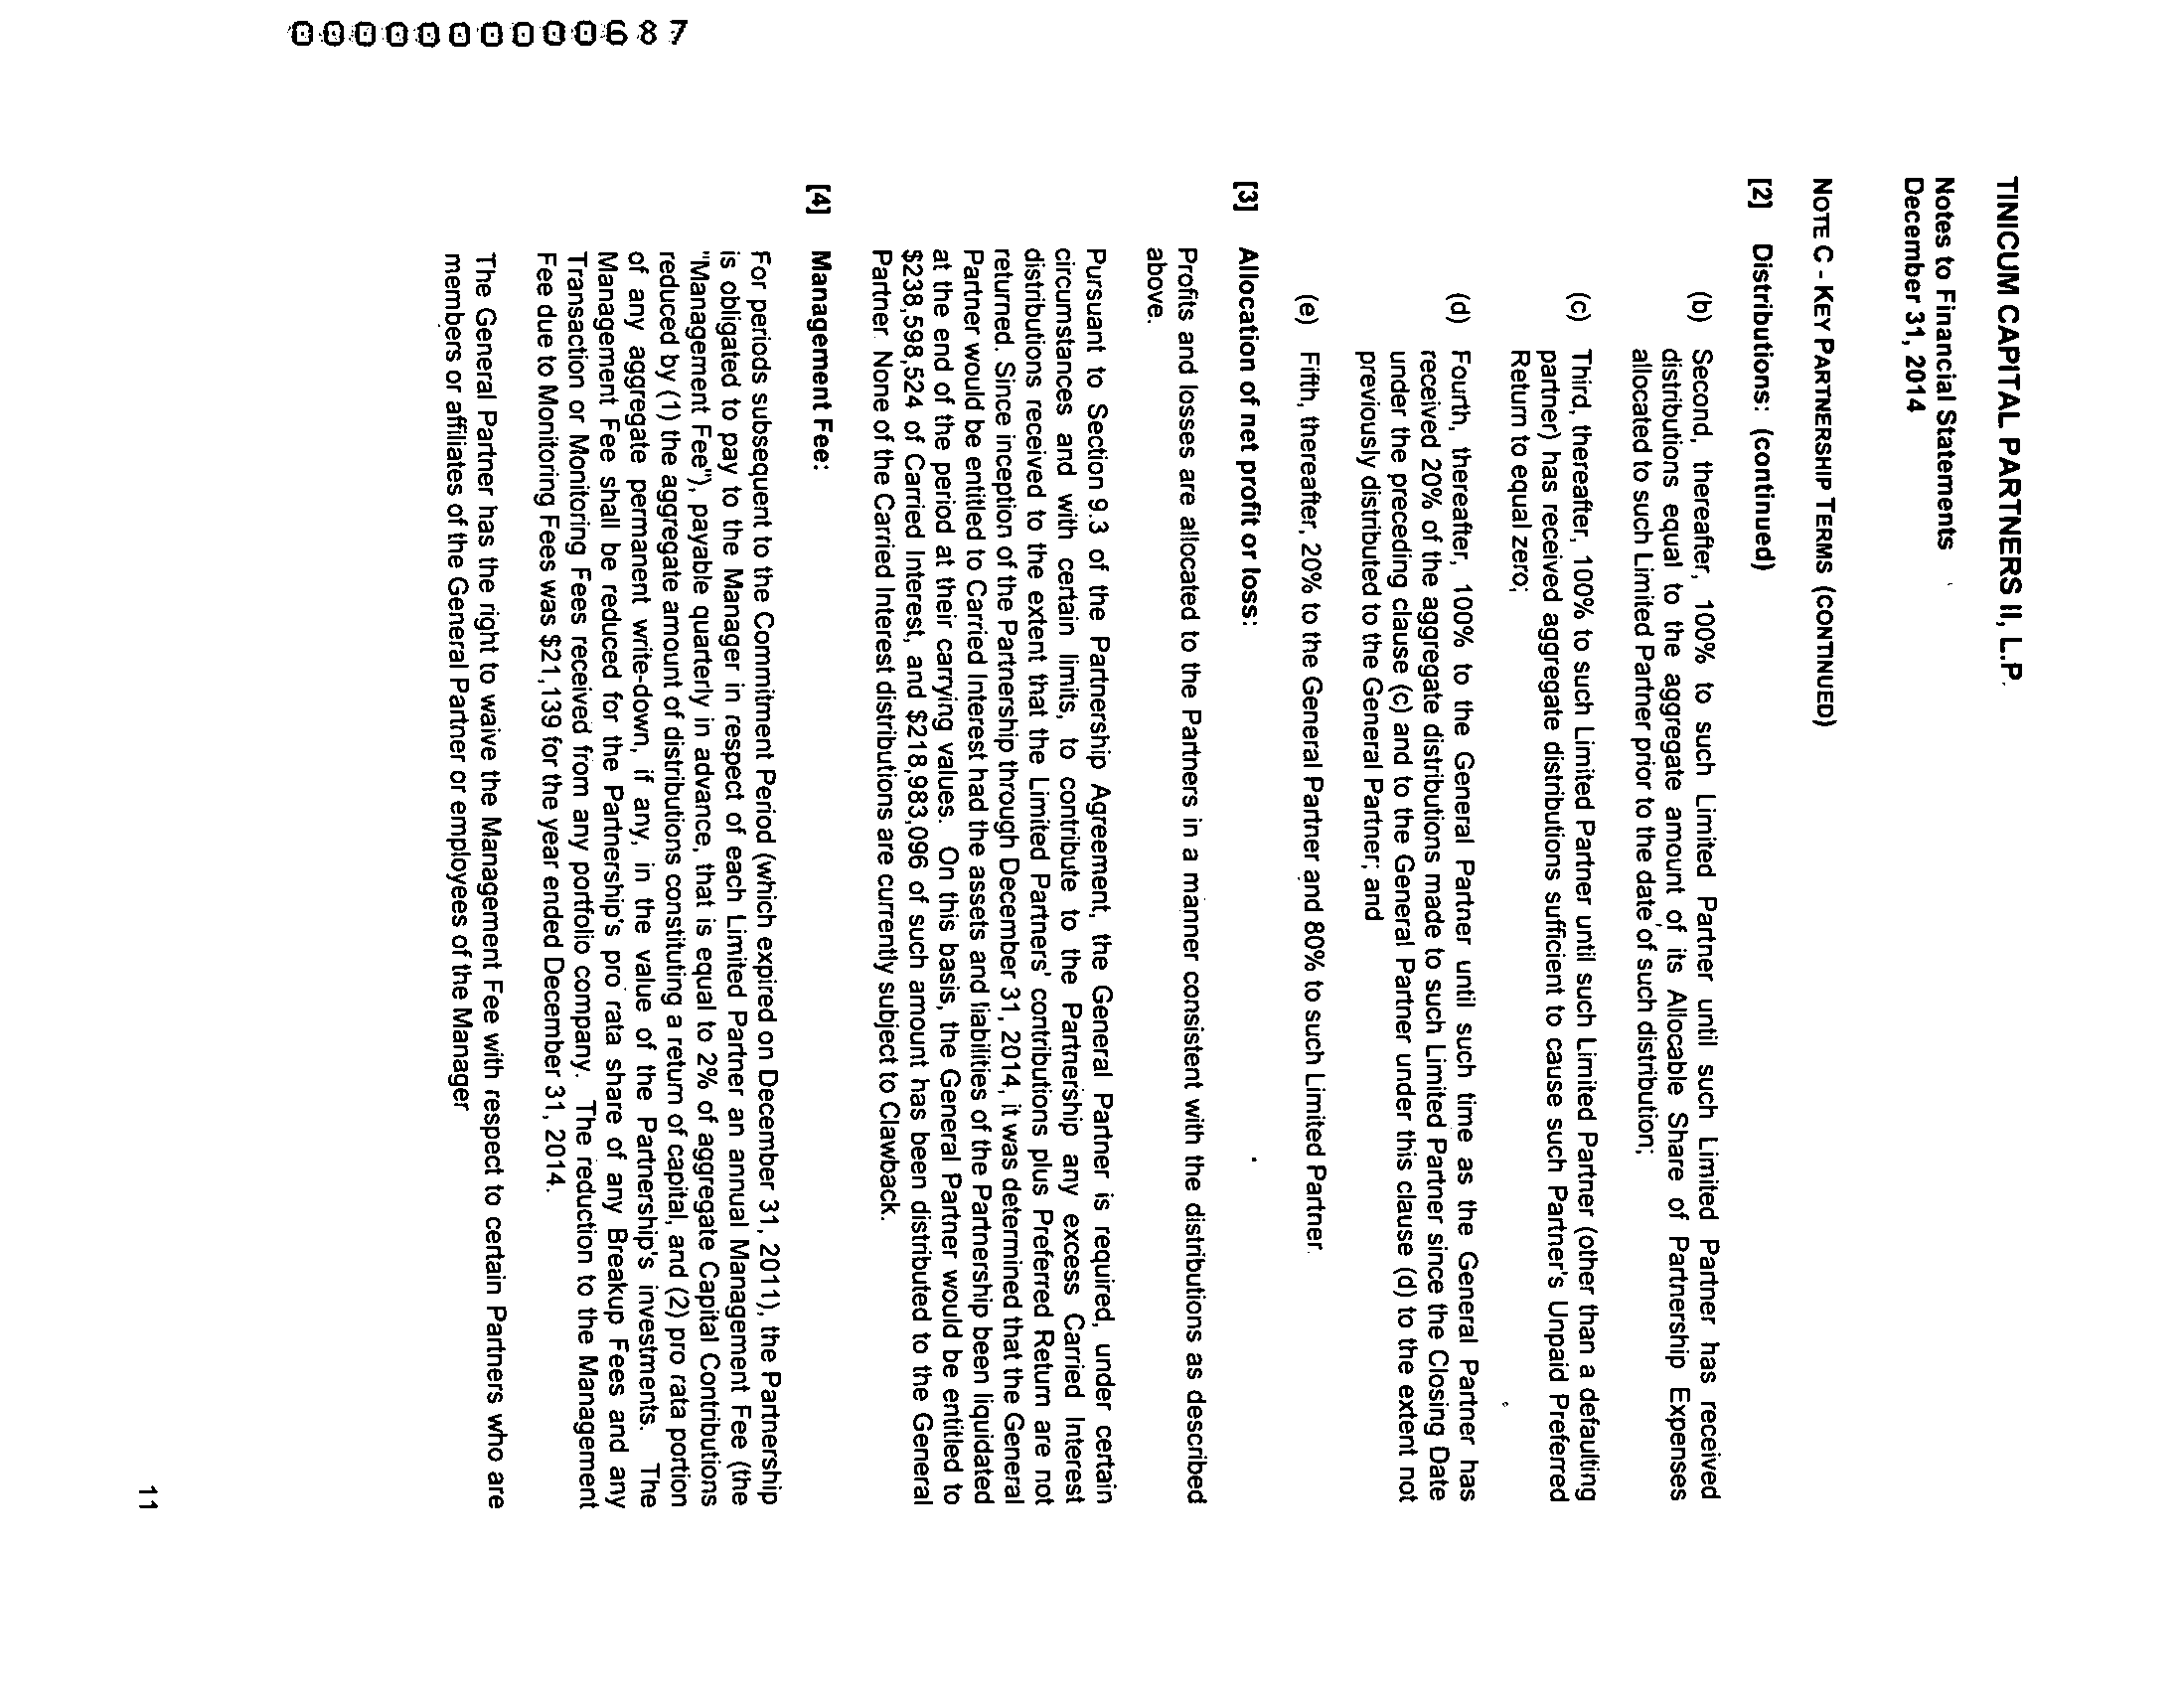 TINICUM CAPITAL PARTNERS II, L.P.
Notes to Financial Statements
December 31, 2014
NOTE C - KEY PARTNERSHIP TERMS (CONTINUED)
[2] Distributions: (continued)
(b) Second, thereafter, 100% to such Limited Partner until such Limited Partner has received
distributions equal to the aggregate amount of its Allocable Share of Partnership Expenses
allocated to such Limited Partner prior to the date of such distribution;
(c) Third, thereafter, 100% to such Limited Partner until such Limited Partner (other than a defaulting
partner) has received aggregate distributions sufficient to cause such Partner's Unpaid Preferred
Return to equal zero;
(d) Fourth, thereafter, 100% to the General Partner until such time as the General Partner has
received 20% of the aggregate distributions made to such Limited Partner since the Closing Date
under the preceding clause (c) and to the General Partner under this clause (d) to the extent not
previously distributed to the General Partner; and
(e) Fifth, thereafter, 20% to the General Partner and 80% to such Limited Partner.
[3] Allocation of net profit or loss:
Profits and losses are allocated to the Partners in a manner consistent with the distributions as described
above.
Pursuant to Section 9.3 of the Partnership Agreement, the General Partner is required, under certain
circumstances and with certain limits, to contribute to the Partnership any excess Carried Interest
distributions received to the extent that the Limited Partners' contributions plus Preferred Return are not
returned. Since inception of the Partnership through December 31, 2014, it was determined that the General
Partner would be entitled to Carried Interest had the assets and liabilities of the Partnership been liquidated
at the end of the period at their carrying values. On this basis, the General Partner would be entitled to
$238,598,524 of Carried Interest, and $218,983,096 of such amount has been distributed to the General
Partner. None of the Carried Interest distributions are currently subject to Clawback.
[4] Management Fee:
For periods subsequent to the Commitment Period (which expired on December 31, 2011), the Partnership
is obligated to pay to the Manager in respect of each Limited Partner an annual Management Fee (the
"Management Fee"), payable quarterly in advance, that is equal to 2% of aggregate Capital Contributions
reduced by (1) the aggregate amount of distributions constituting a return of capital, and (2) pro rata portion
of any aggregate permanent write-down, if any, in the value of the Partnership's investments. The
Management Fee shall be reduced for the Partnership's pro rata share of any Breakup Fees and any
Transaction or Monitoring Fees received from any portfolio company. The reduction to the Management
Fee due to Monitoring Fees was $21,139 for the year ended December 31, 2014.
The General Partner has the right to waive the Management Fee with respect to certain Partners who are
members or affiliates of the General Partner or employees of the Manager
11
0000000000687